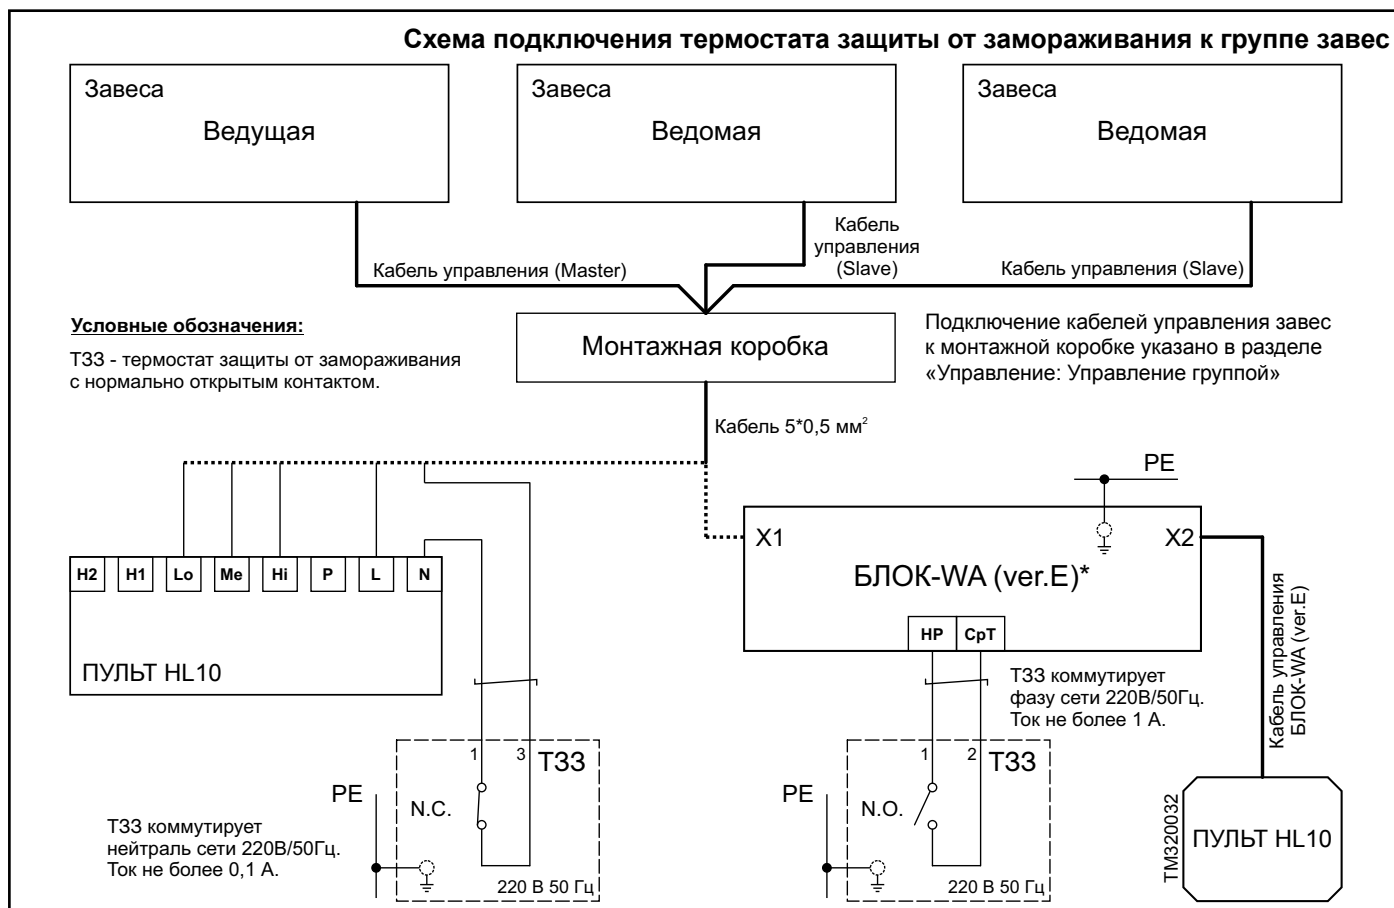 Схема подключения термостата защиты от замораживания к группе завес
Завеса
Ведущая
Завеса
Ведомая
Завеса
Ведомая
Кабель управления (Master)
Кабель
управления
(Slave)
Кабель управления (Slave)
Условные обозначения:
ТЗЗ - термостат защиты от замораживания
с нормально открытым контактом.
Монтажная коробка
Подключение кабелей управления завес
к монтажной коробке указано в разделе
«Управление: Управление группой»
Кабель 5*0,5 мм²
H2 H1 Lo Me Hi P L N
ПУЛЬТ HL10
PE
X1
X2
БЛОК-WA (ver.E)*
HP СрТ
ТЗЗ коммутирует
фазу сети 220В/50Гц.
Ток не более 1 А.
Кабель управления
БЛОК-WA (ver.E)
1 3 ТЗЗ
N.C.
PE
220 В 50 Гц
ТЗЗ коммутирует
нейтраль сети 220В/50Гц.
Ток не более 0,1 А.
1 2 ТЗЗ
N.O.
PE
220 В 50 Гц
TM320032
ПУЛЬТ HL10